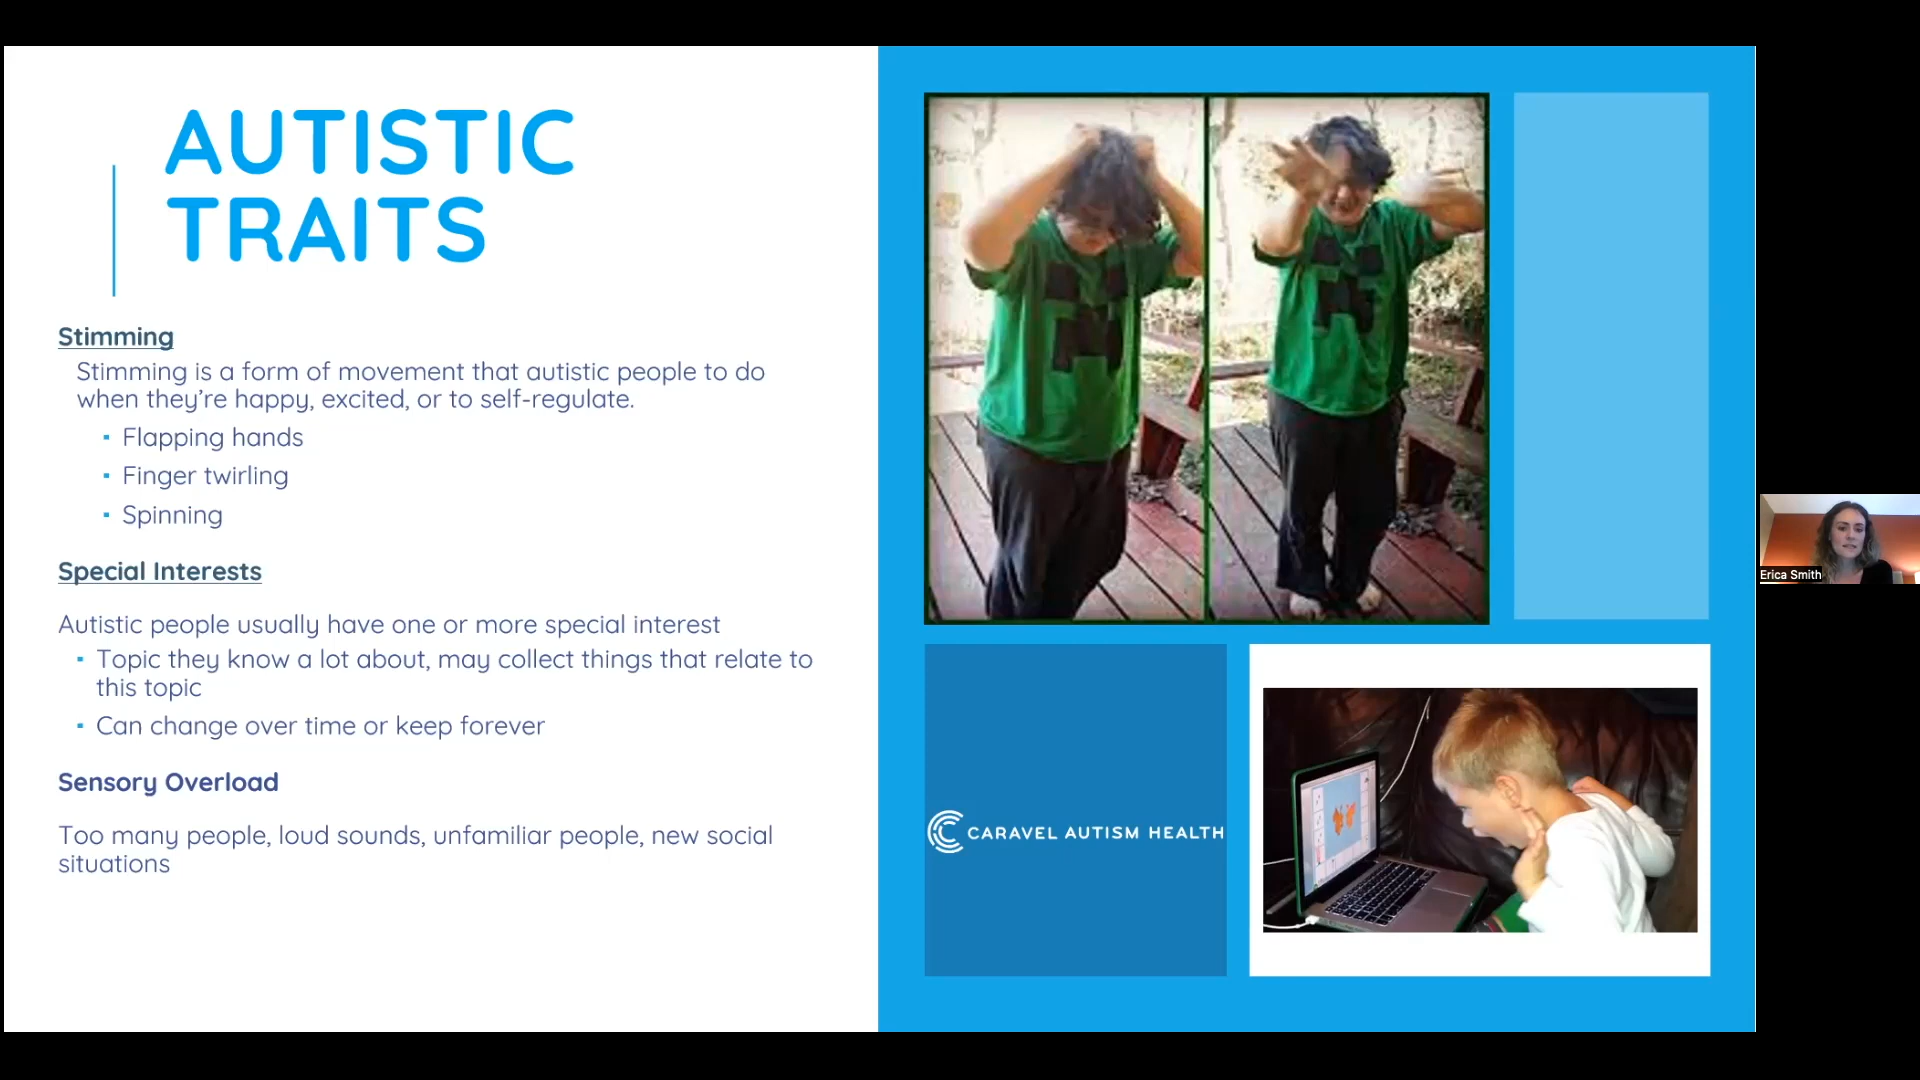 AUTISTIC
TRAITS
Stimming
Stimming is a form of movement that autistic people to do
when they’re happy, excited, or to self-regulate.
▪ Flapping hands
▪ Finger twirling
▪ Spinning
Special Interests
Autistic people usually have one or more special interest
▪ Topic they know a lot about, may collect things that relate to
this topic
▪ Can change over time or keep forever
Sensory Overload
Too many people, loud sounds, unfamiliar people, new social
situations
CARAVEL AUTISM HEALTH
Erica Smith